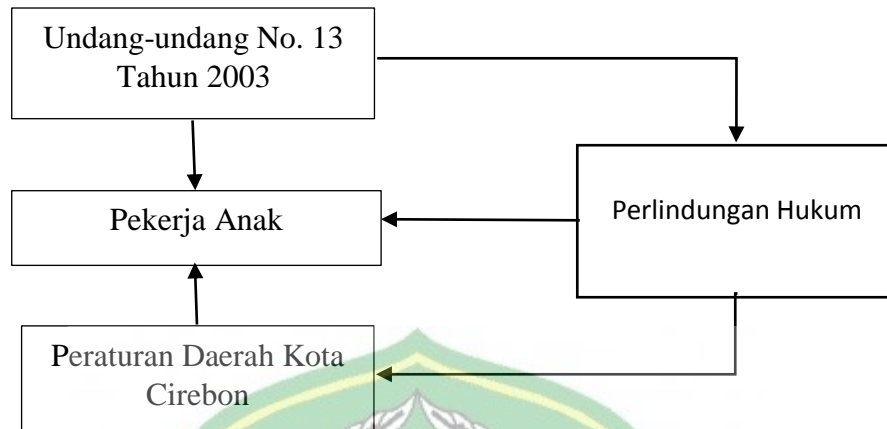 Undang-undang No. 13
Tahun 2003
Pekerja Anak
Perlindungan Hukum
Peraturan Daerah Kota
Cirebon